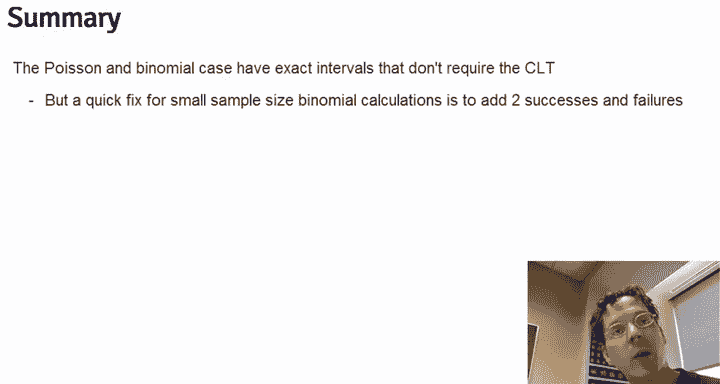 Summary
The Poisson and binomial case have exact intervals that don't require the CLT
- But a quick fix for small sample size binomial calculations is to add 2 successes and failures